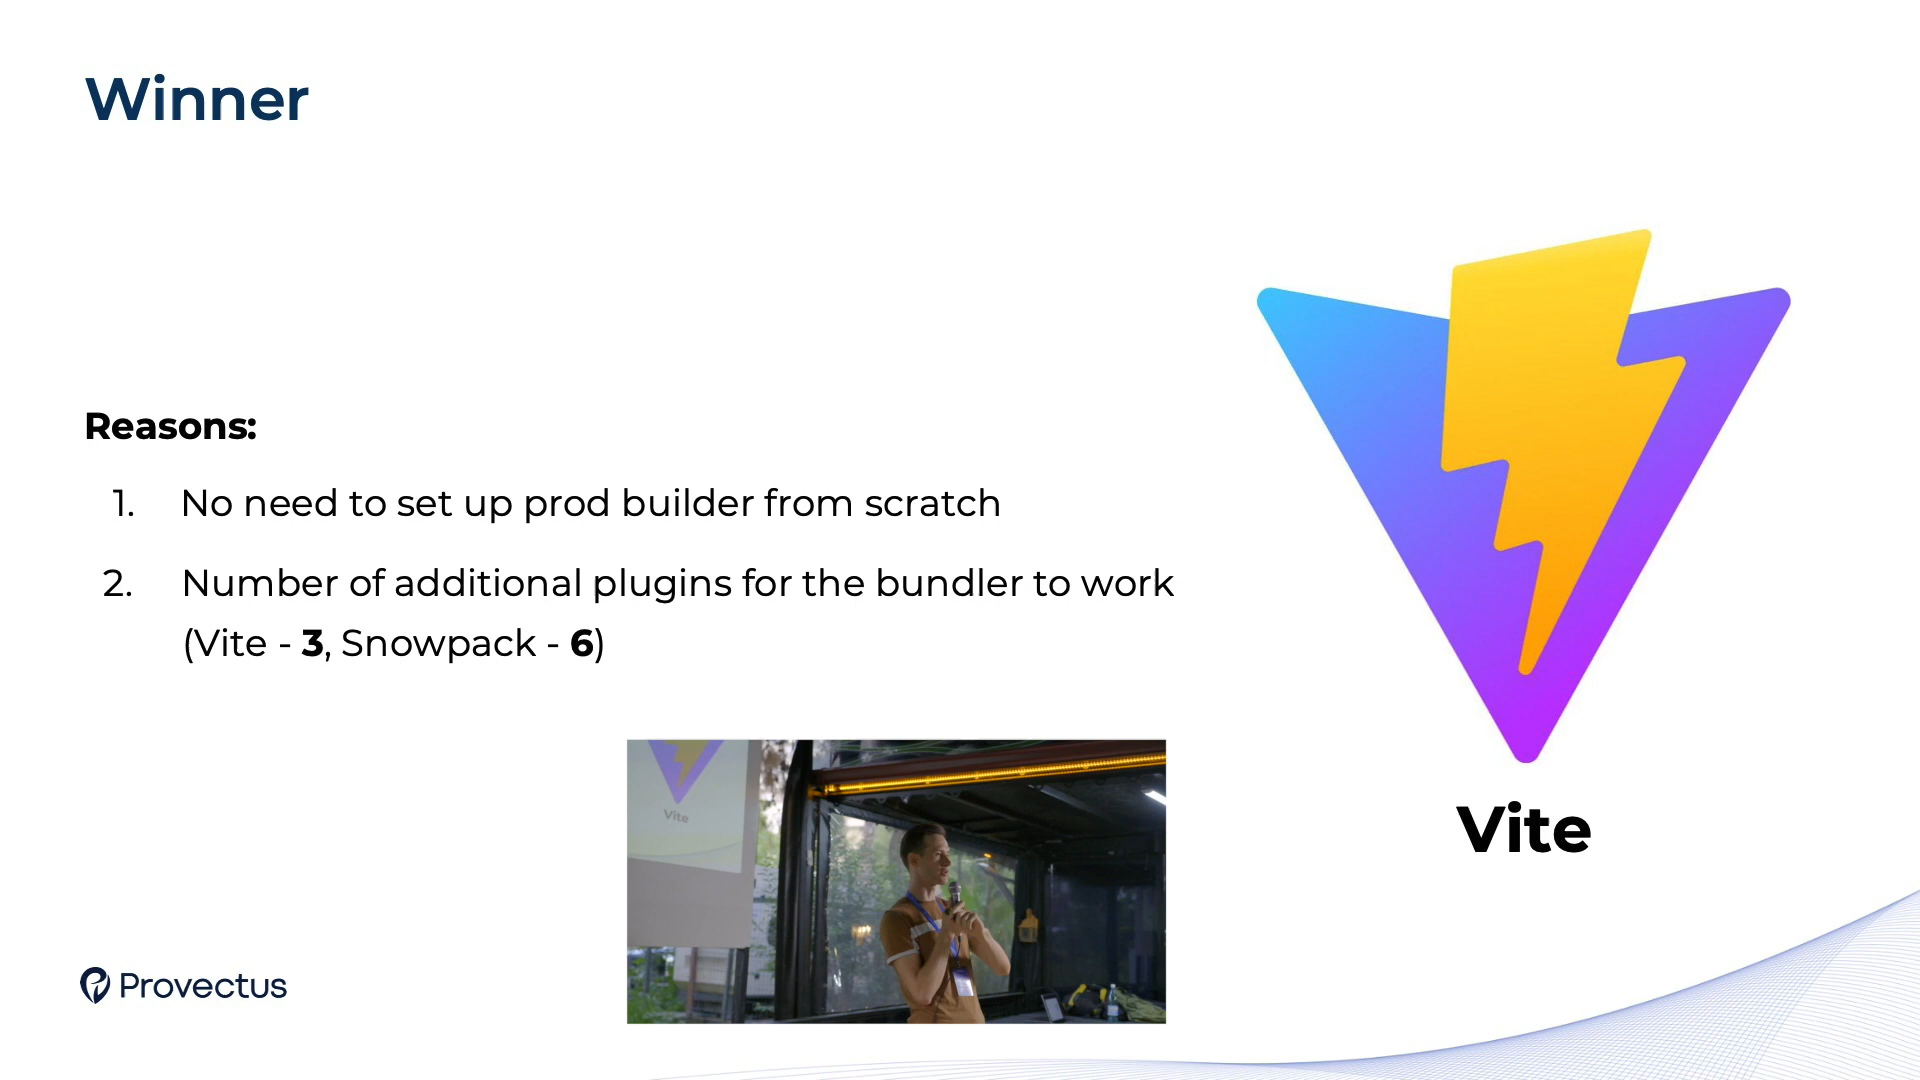 Winner
Reasons:
1. No need to set up prod builder from scratch
2. Number of additional plugins for the bundler to work
(Vite - 3, Snowpack - 6)
Vite
Vite
Provectus